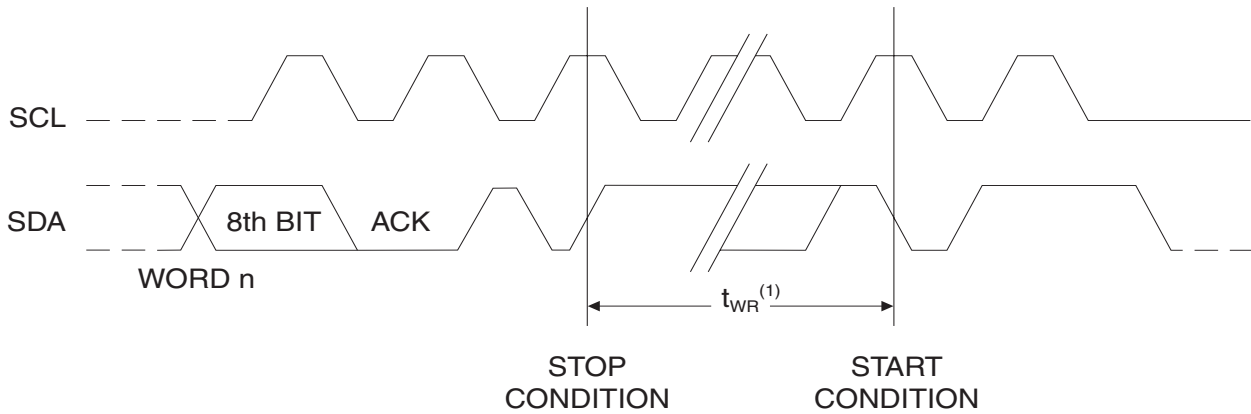 SCL
SDA
8th BIT
ACK
WORD n
tWR(1)
STOP
CONDITION
START
CONDITION